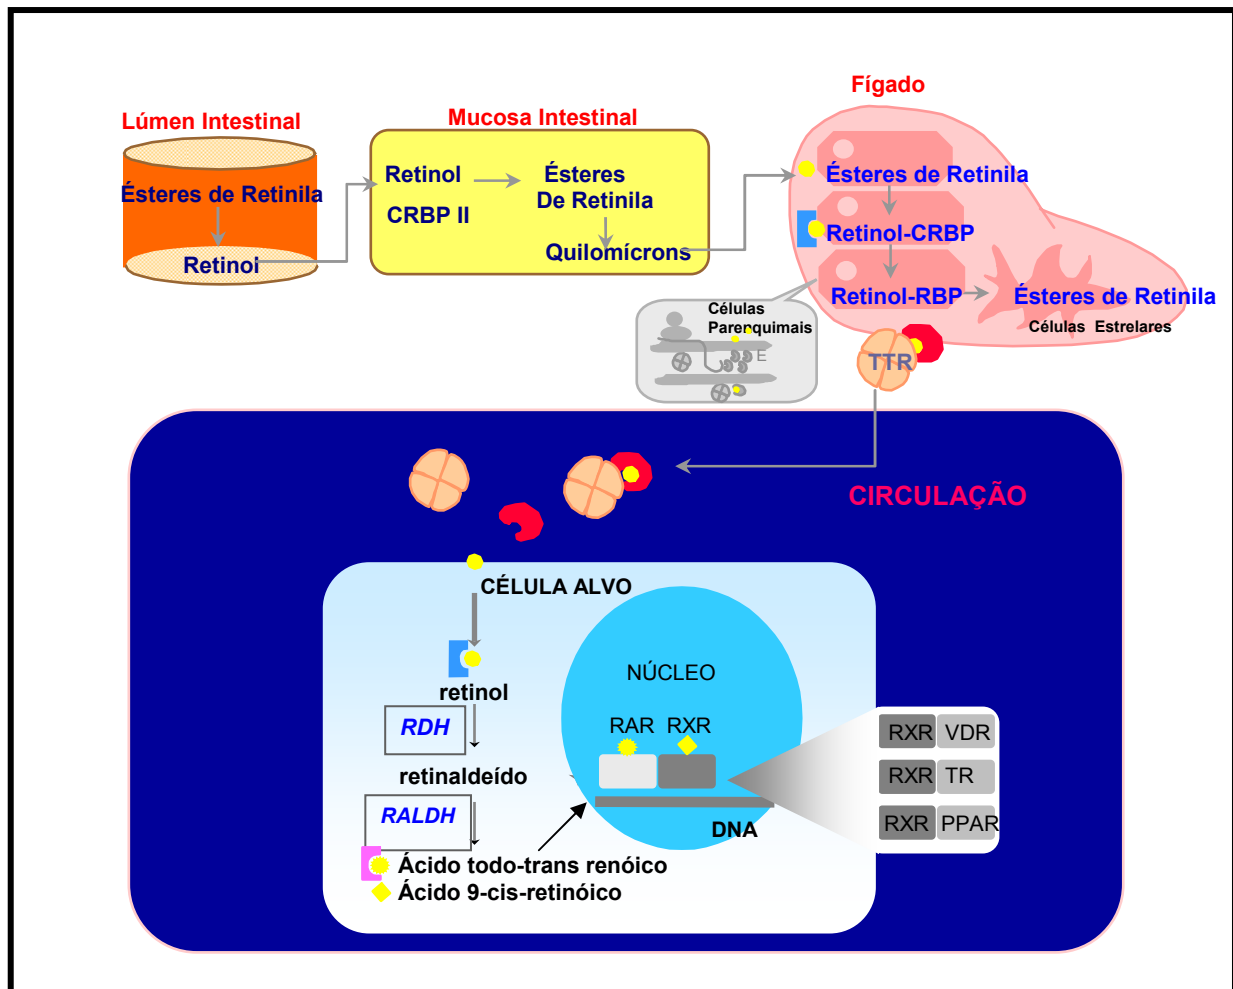 Fígado
Lúmen Intestinal
Mucosa Intestinal
Ésteres de Retinila
Retinol
Retinol
CRBP II
Ésteres
De Retinila
Quilomícrons
Ésteres de Retinila
Retinol-CRBP
Retinol-RBP
Ésteres de Retinila
Células Estrelares
Células
Parenquimais
E
TTR
CIRCULAÇÃO
CÉLULA ALVO
retinol
RDH
retinaldeído
RALDH
Ácido todo-trans renóico
Ácido 9-cis-retinóico
NÚCLEO
RAR RXR
DNA
RXR VDR
RXR TR
RXR PPAR